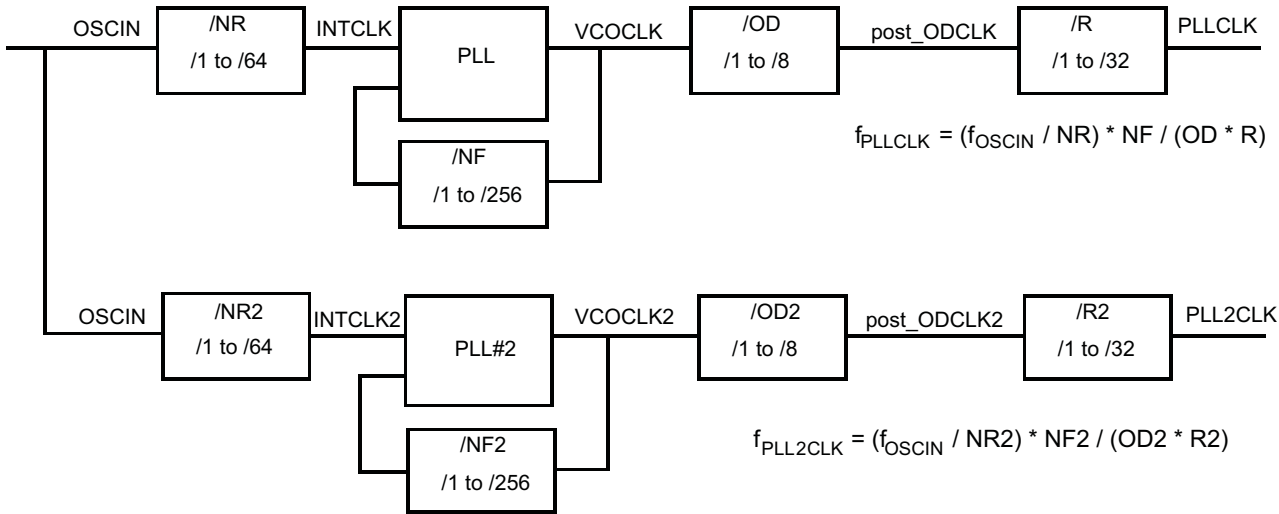 OSCIN
/NR
/1 to /64
INTCLK
PLL
VCOCLK
/OD
/1 to /8
post_ODCLK
/R
/1 to /32
PLLCLK
/NF
/1 to /256
fPLLCLK = (fOSCIN / NR) * NF / (OD * R)
OSCIN
/NR2
/1 to /64
INTCLK2
PLL#2
VCOCLK2
/OD2
/1 to /8
post_ODCLK2
/R2
/1 to /32
PLL2CLK
/NF2
/1 to /256
fPLL2CLK = (fOSCIN / NR2) * NF2 / (OD2 * R2)